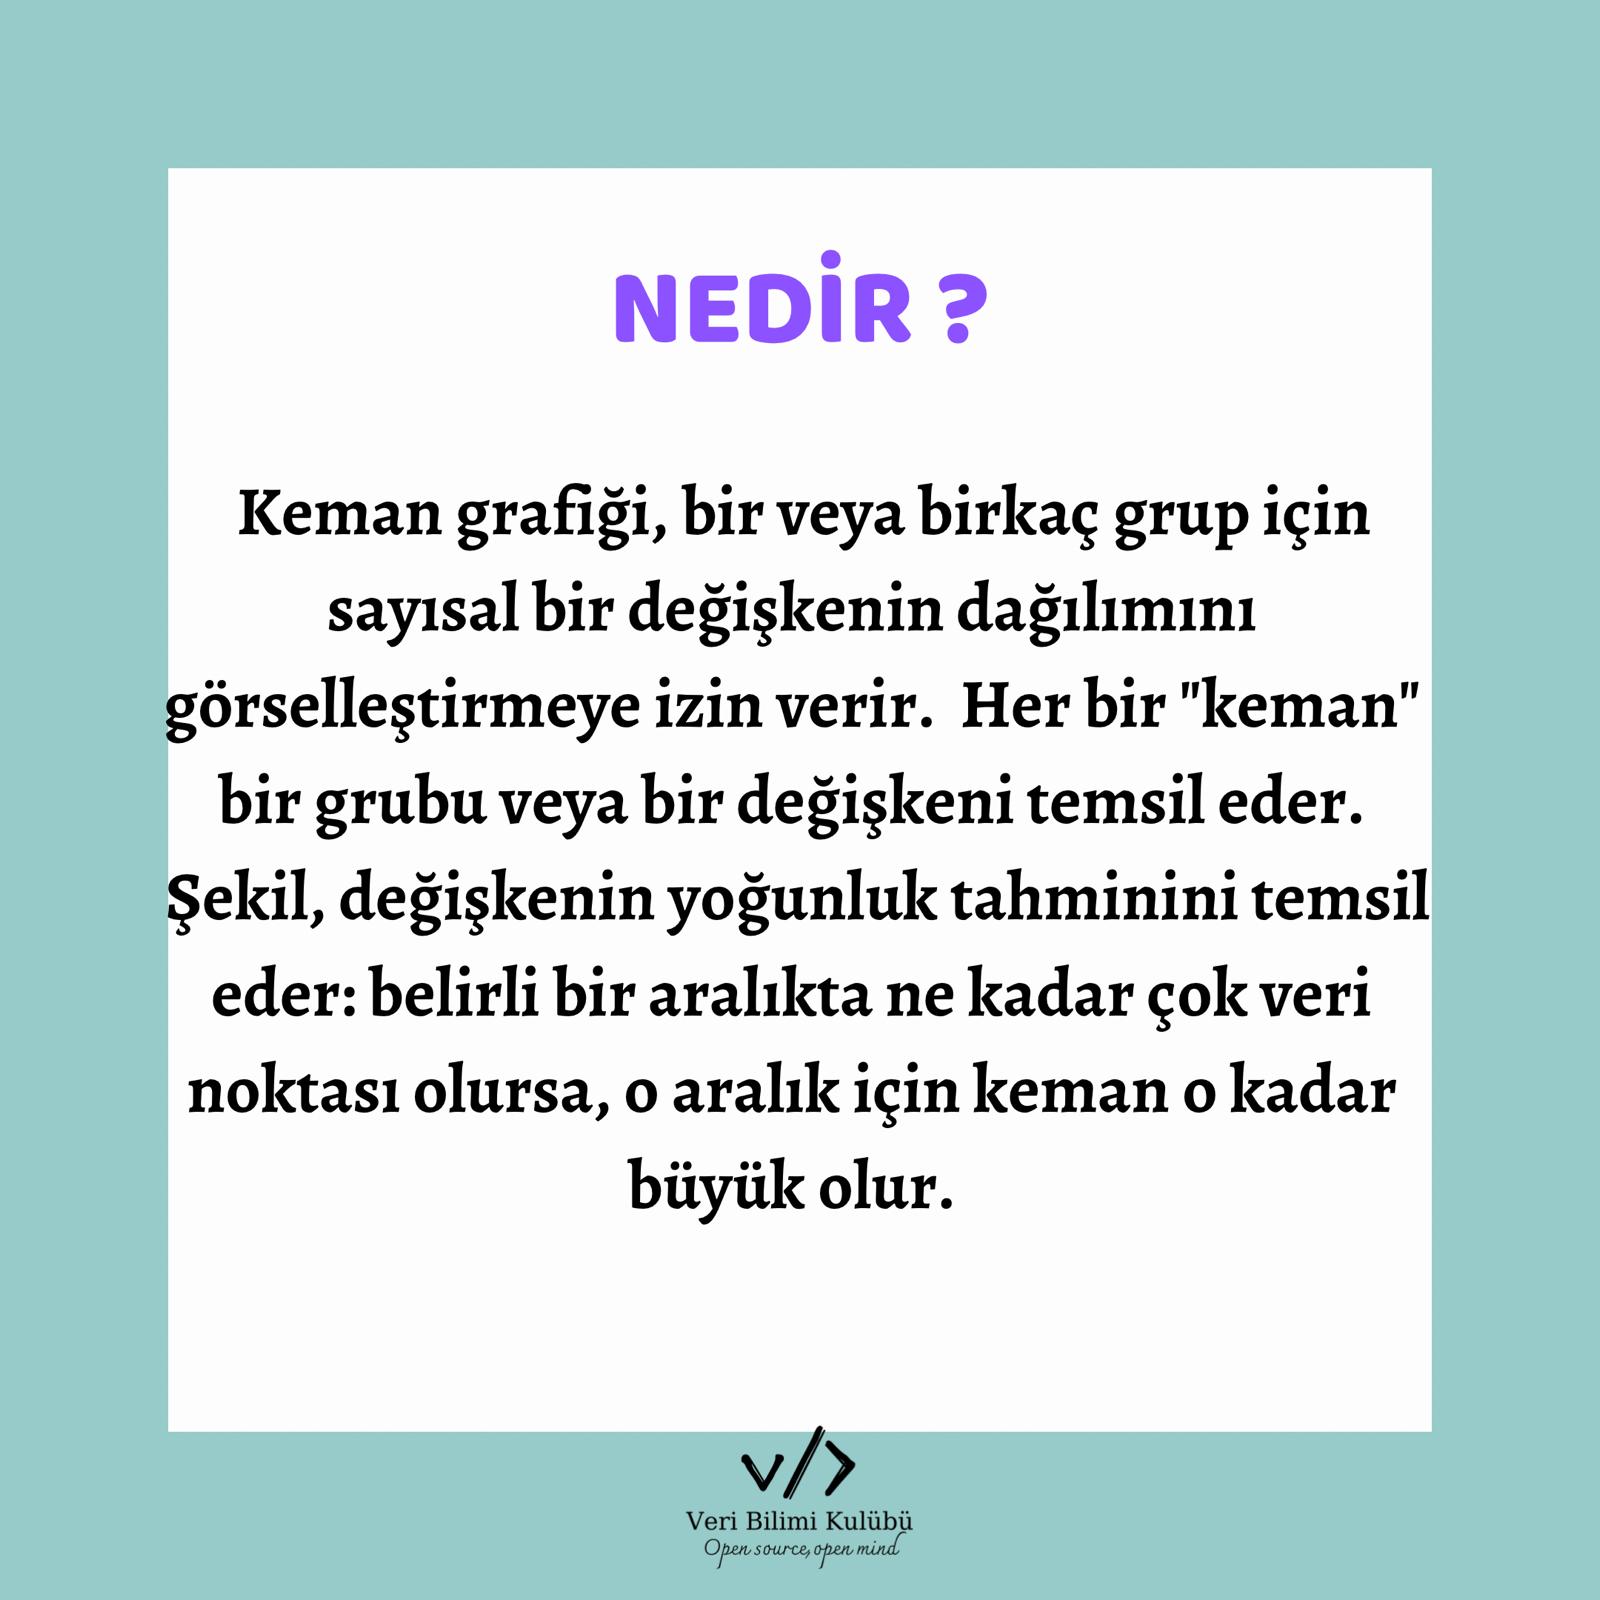 NEDİR ?
Keman grafiği, bir veya birkaç grup için
sayısal bir değişkenin dağılımını
görselleştirmeye izin verir.  Her bir "keman"
bir grubu veya bir değişkeni temsil eder.
Şekil, değişkenin yoğunluk tahminini temsil
eder: belirli bir aralıkta ne kadar çok veri
noktası olursa, o aralık için keman o kadar
büyük olur.
Veri Bilimi Kulübü
Open source, open mind